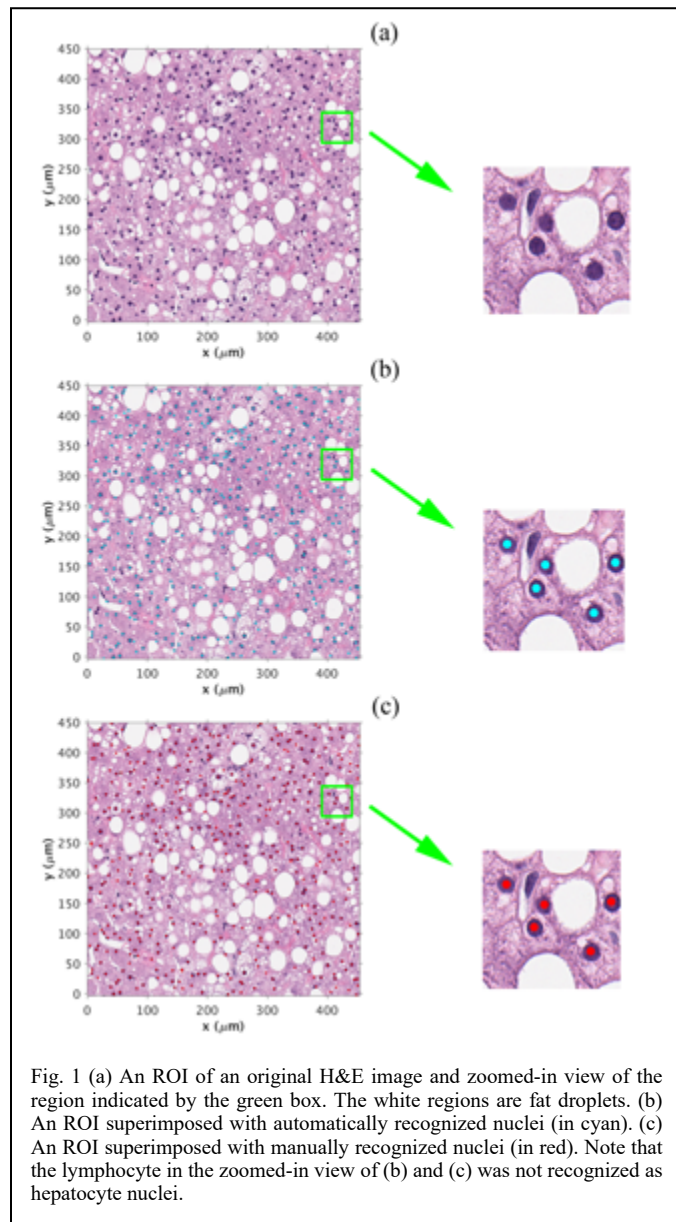 (a)
450
400
350
300
250
200
150
100
50
0
y (μm)
0 100 200 300 400
x (μm)
(b)
450
400
350
300
250
200
150
100
50
0
y (μm)
0 100 200 300 400
x (μm)
(c)
450
400
350
300
250
200
150
100
50
0
y (μm)
0 100 200 300 400
x (μm)
Fig. 1 (a) An ROI of an original H&E image and zoomed-in view of the
region indicated by the green box. The white regions are fat droplets. (b)
An ROI superimposed with automatically recognized nuclei (in cyan). (c)
An ROI superimposed with manually recognized nuclei (in red). Note that
the lymphocyte in the zoomed-in view of (b) and (c) was not recognized as
hepatocyte nuclei.